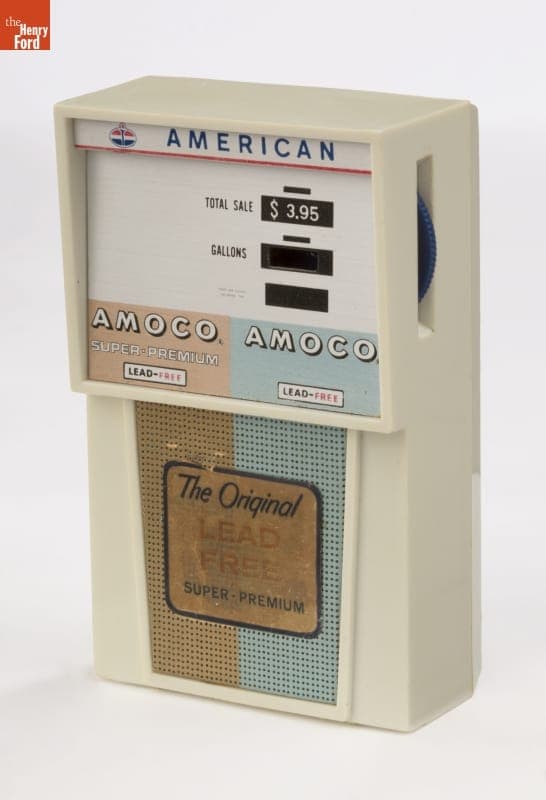 the
Henry
Ford
AMERICAN
TOTAL SALE $ 3.95
GALLONS
AMOCO
SUPER-PREMIUM
LEAD-FREE
AMOCO
LEAD-FREE
The Original
LEAD
FREE
SUPER-PREMIUM